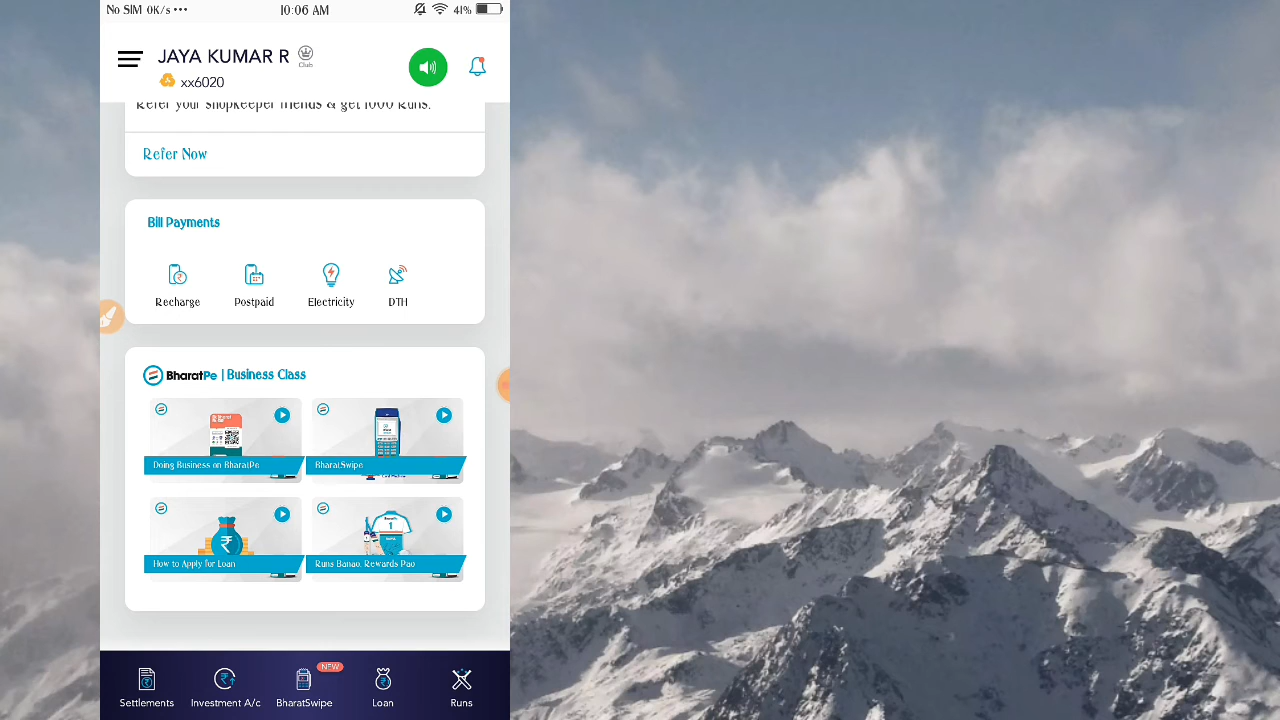 No SIM 0K/s ••• 10:06 AM 41%
JAYA KUMAR R
Club
xx6020
Refer your shopkeeper friends & get 1000 Runs.
Refer Now
Bill Payments
Recharge Postpaid Electricity DTH
BharatPe | Business Class
Doing Business on BharatPe BharatSwipe
How to Apply for Loan Runs Banao, Rewards Pao
NEW
Settlements Investment A/c BharatSwipe Loan Runs